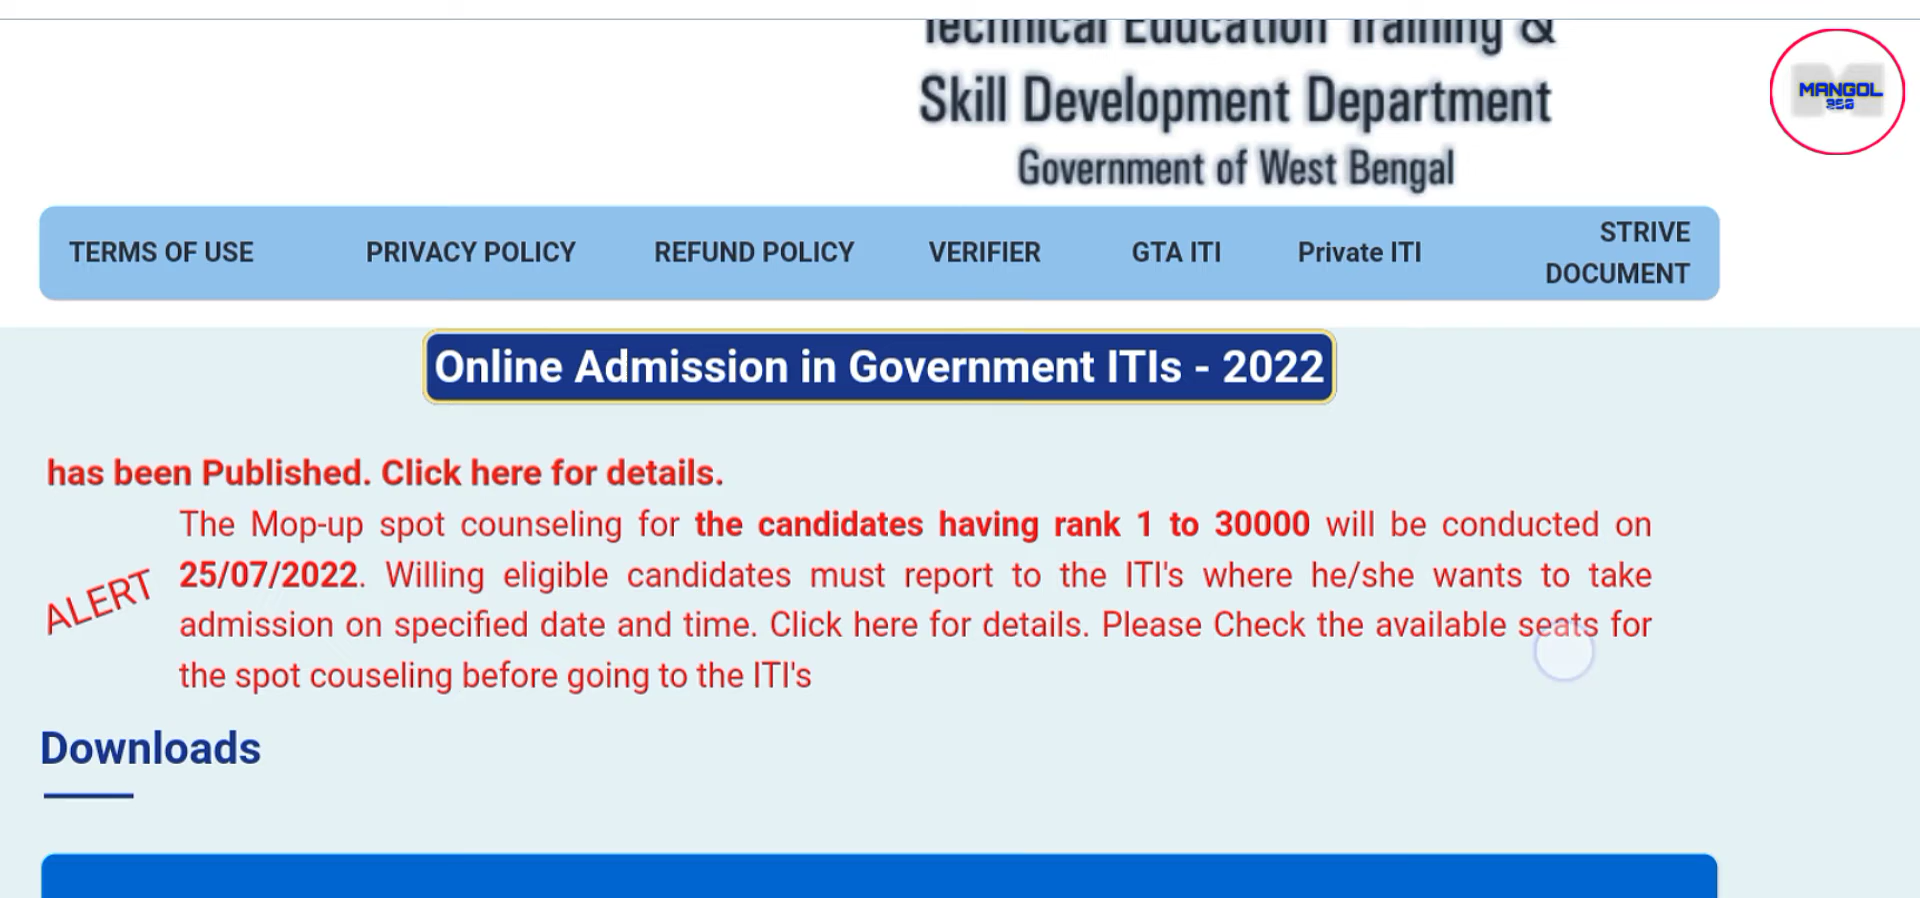 Technical Education Training &
Skill Development Department
Government of West Bengal
MANGOL
TERMS OF USE
PRIVACY POLICY
REFUND POLICY
VERIFIER
GTA ITI
Private ITI
STRIVE
DOCUMENT
Online Admission in Government ITIs - 2022
has been Published. Click here for details.
ALERT
The Mop-up spot counseling for the candidates having rank 1 to 30000 will be conducted on
25/07/2022. Willing eligible candidates must report to the ITI's where he/she wants to take
admission on specified date and time. Click here for details. Please Check the available seats for
the spot couseling before going to the ITI's
Downloads